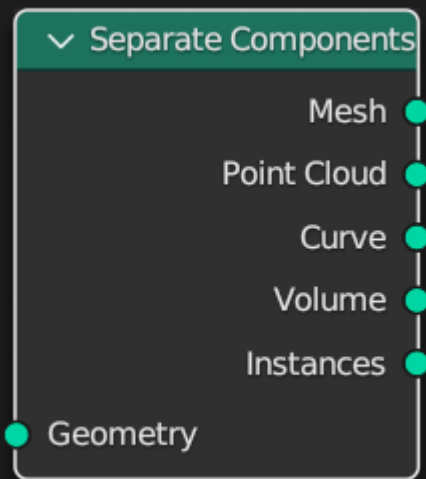 Separate Components
Mesh
Point Cloud
Curve
Volume
Instances
Geometry